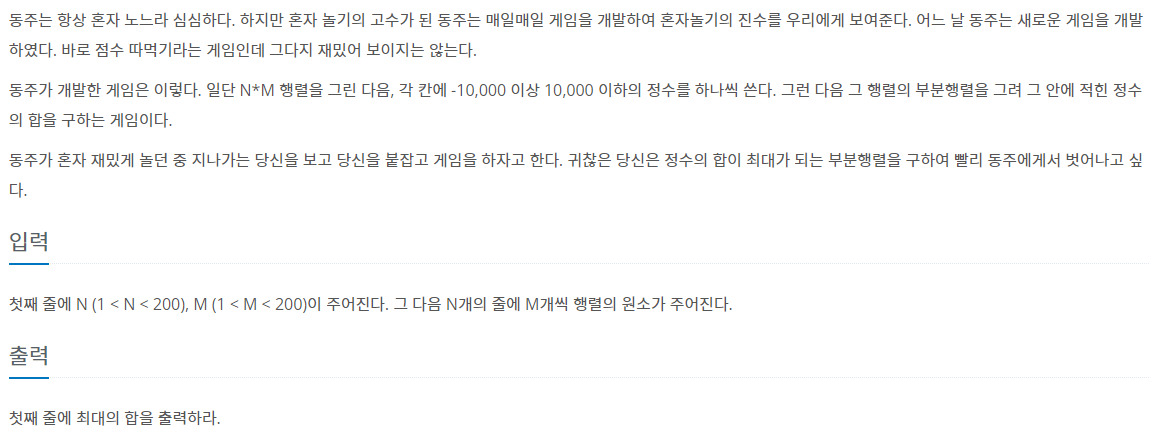 동주는 항상 혼자 노느라 심심하다. 하지만 혼자 놀기의 고수가 된 동주는 매일매일 게임을 개발하여 혼자놀기의 진수를 우리에게 보여준다. 어느 날 동주는 새로운 게임을 개발
하였다. 바로 점수 따먹기라는 게임인데 그다지 재밌어 보이지는 않는다.
동주가 개발한 게임은 이렇다. 일단 N*M 행렬을 그린 다음, 각 칸에 -10,000 이상 10,000 이하의 정수를 하나씩 쓴다. 그런 다음 그 행렬의 부분행렬을 그려 그 안에 적힌 정수
의 합을 구하는 게임이다.
동주가 혼자 재밌게 놀던 중 지나가는 당신을 보고 당신을 붙잡고 게임을 하자고 한다. 귀찮은 당신은 정수의 합이 최대가 되는 부분행렬을 구하여 빨리 동주에게서 벗어나고 싶
다.
입력
첫째 줄에 N (1 < N < 200), M (1 < M < 200)이 주어진다. 그 다음 N개의 줄에 M개씩 행렬의 원소가 주어진다.
출력
첫째 줄에 최대의 합을 출력하라.